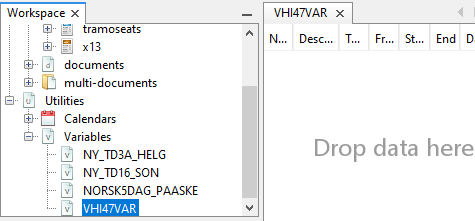 Workspace
tramoseats
x13
documents
multi-documents
Utilities
Calendars
Variables
NY_TD3A_HELG
NY_TD16_SON
NORSK5DAG_PAASKE
VHI47VAR
VHI47VAR
N... Desc... T... Fr... St... End D
Drop data here